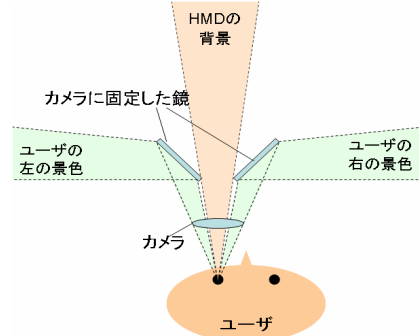 HMDの
背景
カメラに固定した鏡
ユーザの
左の景色
ユーザの
右の景色
カメラ
ユーザ